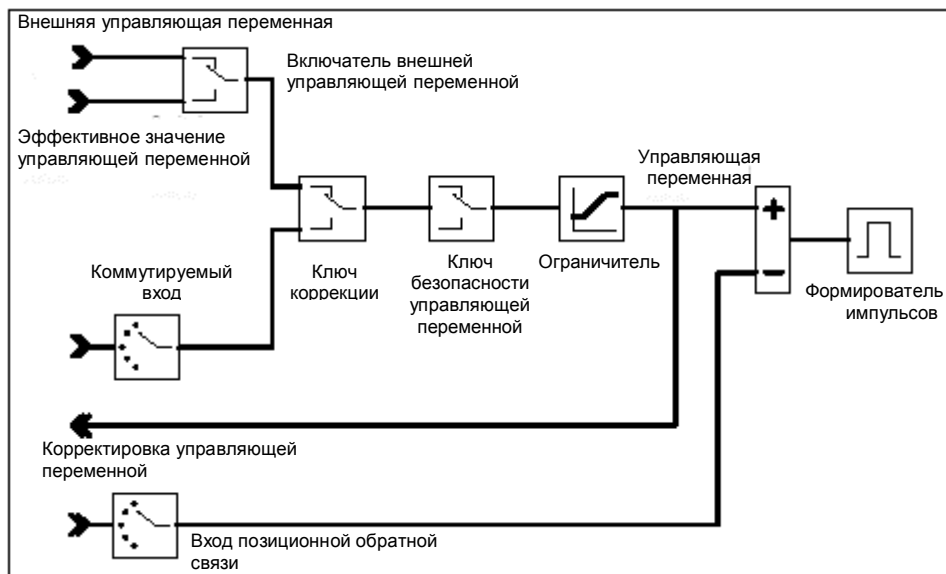 Внешняя управляющая переменная
Включатель внешней
управляющей переменной
Эффективное значение
управляющей переменной
Управляющая
переменная
Коммутируемый
вход
Ключ
коррекции
Ключ
безопасности
управляющей
переменной
Ограничитель
Формирователь
импульсов
Корректировка управляющей
переменной
Вход позиционной обратной
связи